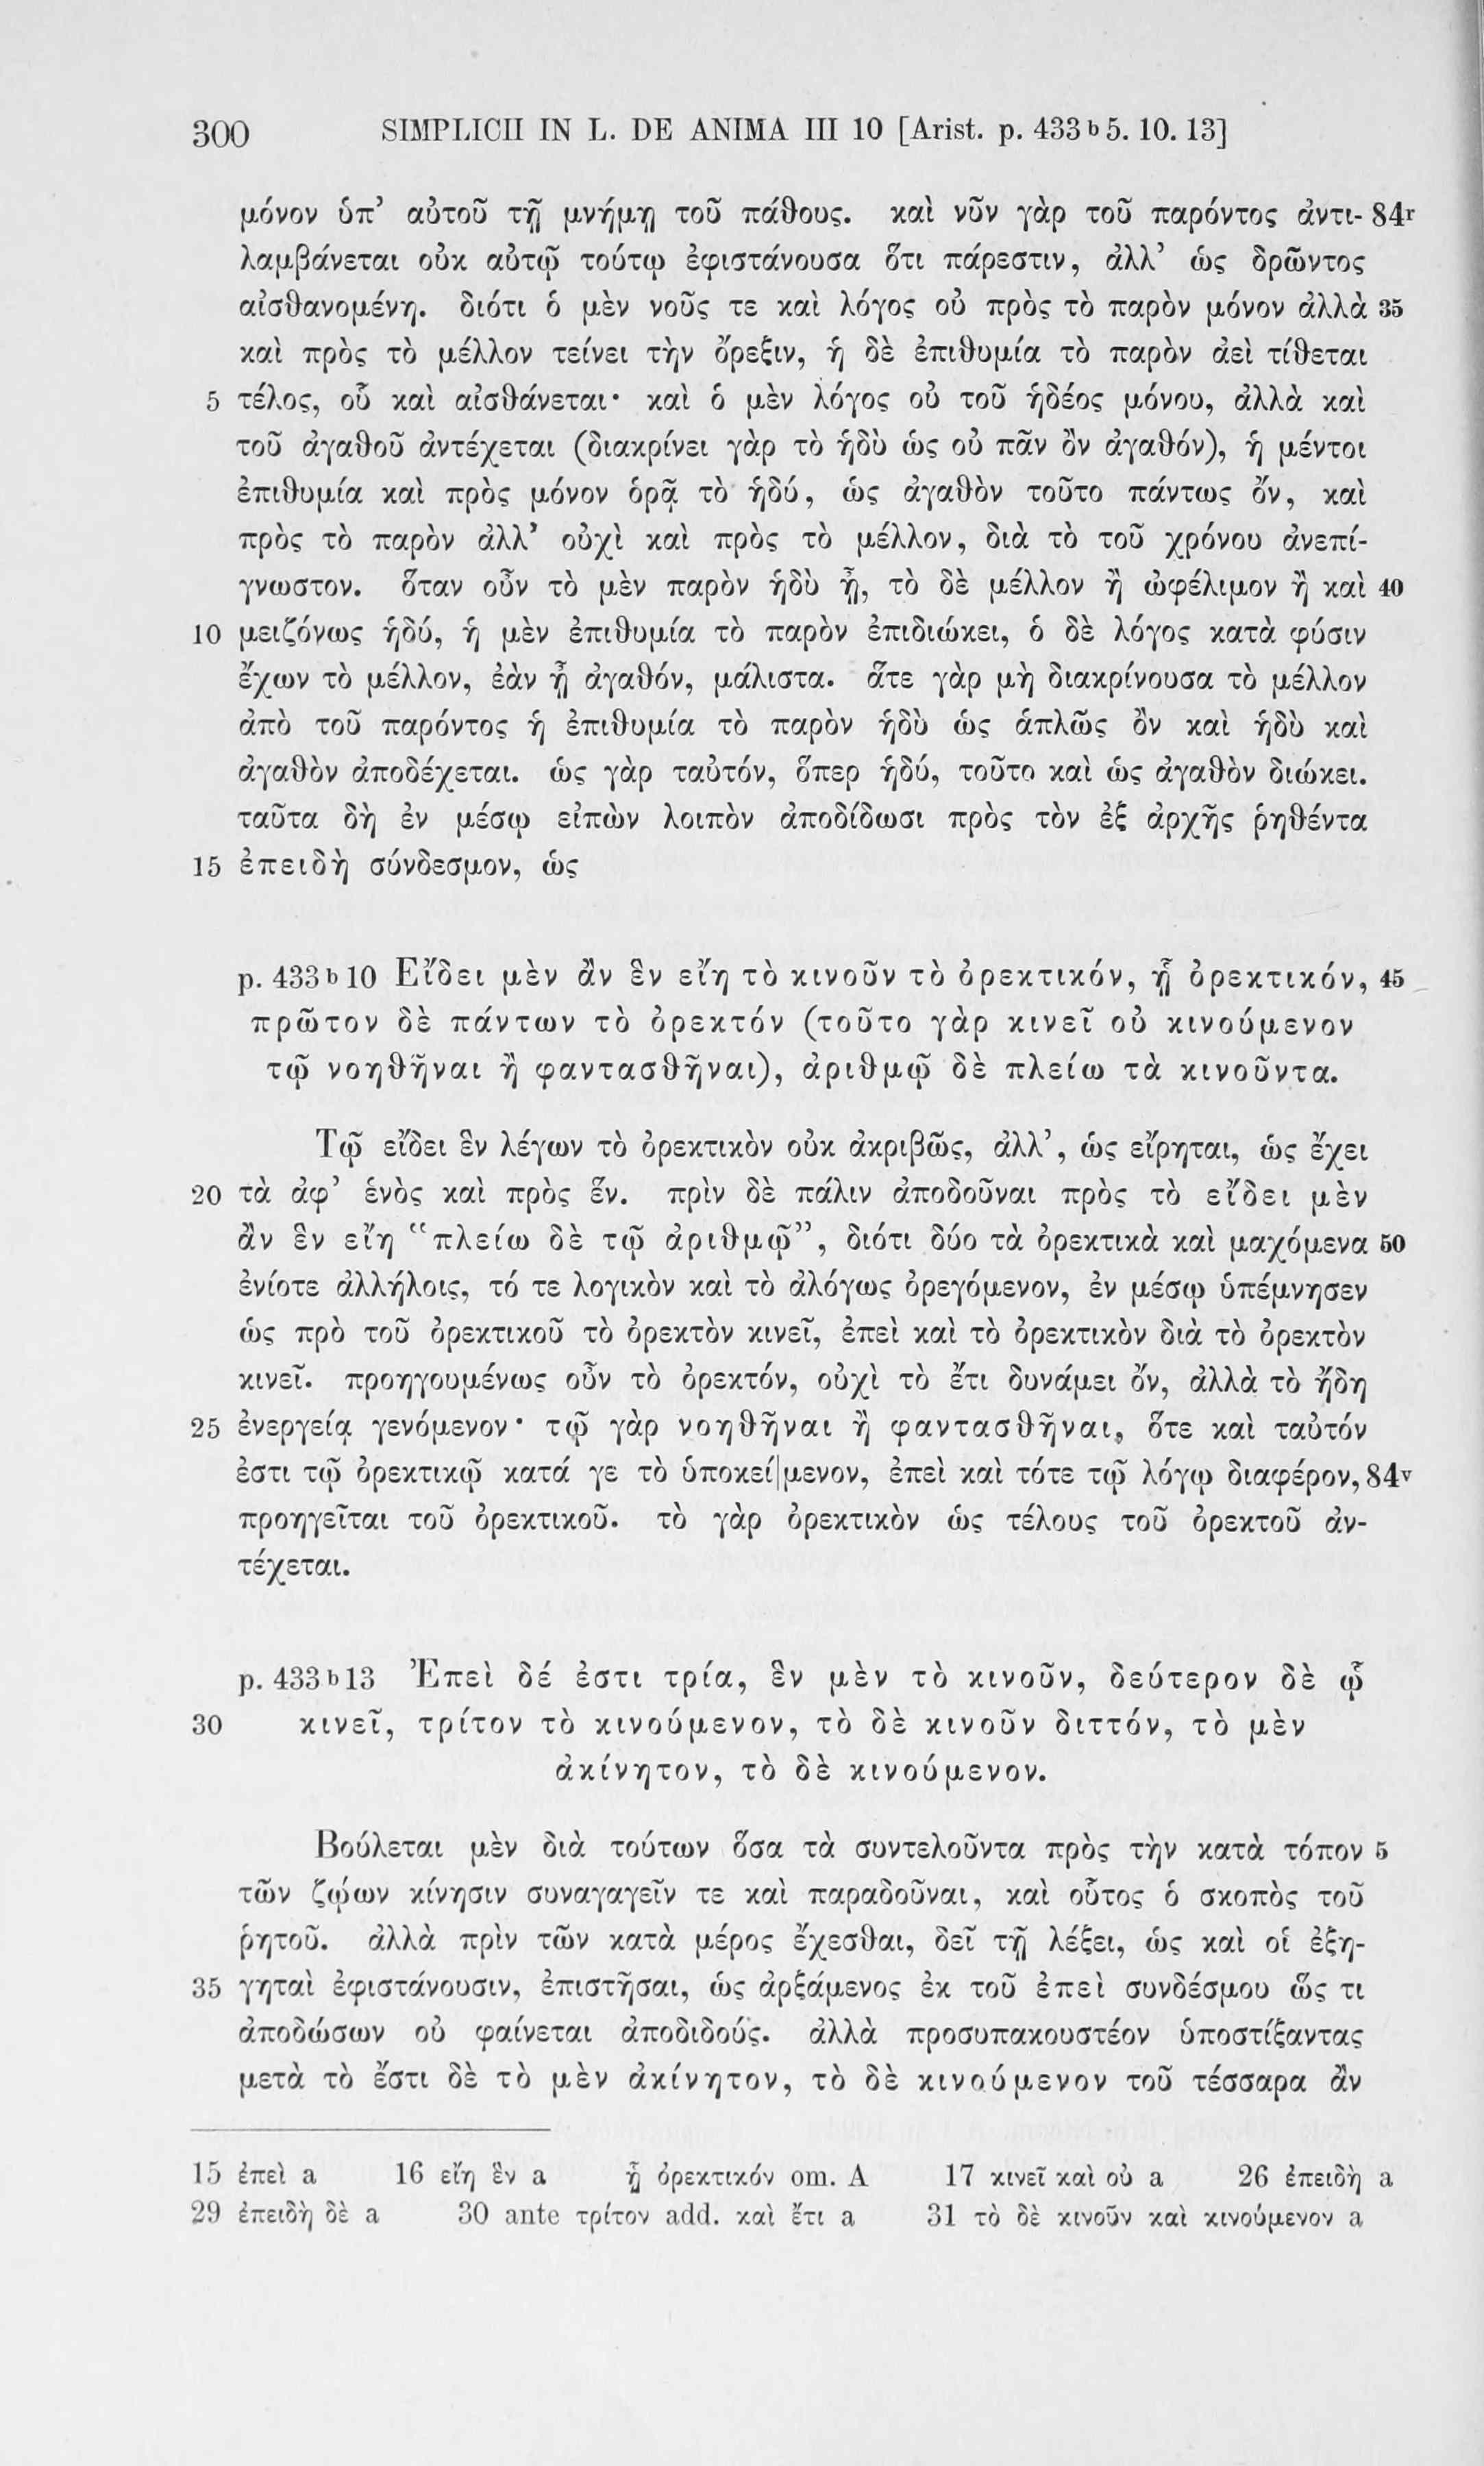 300 SIMPLICII IN L. DE ANIMA III 10 [Arist. p. 433 b 5. 10. 13]
μόνον ὑπ’ αὐτοῦ τῇ μνήμῃ τοῦ πάθους. καὶ νῦν γὰρ τοῦ παρόντος ἀντι- 84r
λαμβάνεται οὐκ αὐτῷ τούτῳ ἐφιστάνουσα ὅτι πάρεστιν, ἀλλ’ ὡς δρῶντος
αἰσθανομένη. διότι ὁ μὲν νοῦς τε καὶ λόγος οὐ πρὸς τὸ παρὸν μόνον ἀλλὰ 35
καὶ πρὸς τὸ μέλλον τείνει τὴν ὄρεξιν, ἡ δὲ ἐπιθυμία τὸ παρὸν ἀεὶ τίθεται
5 τέλος, οὗ καὶ αἰσθάνεται· καὶ ὁ μὲν λόγος οὐ τοῦ ἡδέος μόνου, ἀλλὰ καὶ
τοῦ ἀγαθοῦ ἀντέχεται (διακρίνει γὰρ τὸ ἡδὺ ὡς οὐ πᾶν ὂν ἀγαθόν), ἡ μέντοι
ἐπιθυμία καὶ πρὸς μόνον ὁρᾷ τὸ ἡδύ, ὡς ἀγαθὸν τοῦτο πάντως ὄν, καὶ
πρὸς τὸ παρὸν ἀλλ’ οὐχὶ καὶ πρὸς τὸ μέλλον, διὰ τὸ τοῦ χρόνου ἀνεπί-
γνωστον. ὅταν οὖν τὸ μὲν παρὸν ἡδὺ ᾖ, τὸ δὲ μέλλον ἢ ὠφέλιμον ἢ καὶ 40
10 μειζόνως ἡδύ, ἡ μὲν ἐπιθυμία τὸ παρὸν ἐπιδιώκει, ὁ δὲ λόγος κατὰ φύσιν
ἔχων τὸ μέλλον, ἐὰν ᾖ ἀγαθόν, μάλιστα. ἅτε γὰρ μὴ διακρίνουσα τὸ μέλλον
ἀπὸ τοῦ παρόντος ἡ ἐπιθυμία τὸ παρὸν ἡδὺ ὡς ἁπλῶς ὂν καὶ ἡδὺ καὶ
ἀγαθὸν ἀποδέχεται. ὡς γὰρ ταὐτόν, ὅπερ ἡδύ, τοῦτο καὶ ὡς ἀγαθὸν διώκει.
ταῦτα δὴ ἐν μέσῳ εἰπὼν λοιπὸν ἀποδίδωσι πρὸς τὸν ἐξ ἀρχῆς ῥηθέντα
15 ἐπειδὴ σύνδεσμον, ὡς
p. 433 b 10 Εἴδει μὲν ἂν ἓν εἴη τὸ κινοῦν τὸ ὀρεκτικόν, ᾗ ὀρεκτικόν, 45
πρῶτον δὲ πάντων τὸ ὀρεκτόν (τοῦτο γὰρ κινεῖ οὐ κινούμενον
τῷ νοηθῆναι ἢ φαντασθῆναι), ἀριθμῷ δὲ πλείω τὰ κινοῦντα.
Τῷ εἴδει ἓν λέγων τὸ ὀρεκτικὸν οὐκ ἀκριβῶς, ἀλλ’, ὡς εἴρηται, ὡς ἔχει
20 τὰ ἀφ’ ἑνὸς καὶ πρὸς ἕν. πρὶν δὲ πάλιν ἀποδοῦναι πρὸς τὸ εἴδει μὲν
ἂν ἓν εἴη “πλείω δὲ τῷ ἀριθμῷ”, διότι δύο τὰ ὀρεκτικὰ καὶ μαχόμενα 50
ἐνίοτε ἀλλήλοις, τό τε λογικὸν καὶ τὸ ἀλόγως ὀρεγόμενον, ἐν μέσῳ ὑπέμνησεν
ὡς πρὸ τοῦ ὀρεκτικοῦ τὸ ὀρεκτὸν κινεῖ, ἐπεὶ καὶ τὸ ὀρεκτικὸν διὰ τὸ ὀρεκτὸν
κινεῖ. προηγουμένως οὖν τὸ ὀρεκτόν, οὐχὶ τὸ ἔτι δυνάμει ὄν, ἀλλὰ τὸ ἤδη
25 ἐνεργείᾳ γενόμενον· τῷ γὰρ νοηθῆναι ἢ φαντασθῆναι, ὅτε καὶ ταὐτόν
ἐστι τῷ ὀρεκτικῷ κατά γε τὸ ὑποκεί|μενον, ἐπεὶ καὶ τότε τῷ λόγῳ διαφέρον, 84v
προηγεῖται τοῦ ὀρεκτικοῦ. τὸ γὰρ ὀρεκτικὸν ὡς τέλους τοῦ ὀρεκτοῦ ἀν-
τέχεται.
p. 433 b 13 Ἐπεὶ δέ ἐστι τρία, ἓν μὲν τὸ κινοῦν, δεύτερον δὲ ᾧ
30 κινεῖ, τρίτον τὸ κινούμενον, τὸ δὲ κινοῦν διττόν, τὸ μὲν
ἀκίνητον, τὸ δὲ κινούμενον.
Βούλεται μὲν διὰ τούτων ὅσα τὰ συντελοῦντα πρὸς τὴν κατὰ τόπον 5
τῶν ζῴων κίνησιν συναγαγεῖν τε καὶ παραδοῦναι, καὶ οὗτος ὁ σκοπὸς τοῦ
ῥητοῦ. ἀλλὰ πρὶν τῶν κατὰ μέρος ἔχεσθαι, δεῖ τῇ λέξει, ὡς καὶ οἱ ἐξη-
35 γηταὶ ἐφιστάνουσιν, ἐπιστῆσαι, ὡς ἀρξάμενος ἐκ τοῦ ἐπεὶ συνδέσμου ὥς τι
ἀποδώσων οὐ φαίνεται ἀποδιδούς. ἀλλὰ προσυπακουστέον ὑποστίξαντας
μετὰ τὸ ἔστι δὲ τὸ μὲν ἀκίνητον, τὸ δὲ κινούμενον τοῦ τέσσαρα ἂν
15 ἐπεὶ a 16 εἴη ἓν a ᾗ ὀρεκτικόν om. A 17 κινεῖ καὶ οὐ a 26 ἐπειδὴ a
29 ἐπειδὴ δὲ a 30 ante τρίτον add. καὶ ἔτι a 31 τὸ δὲ κινοῦν καὶ κινούμενον a